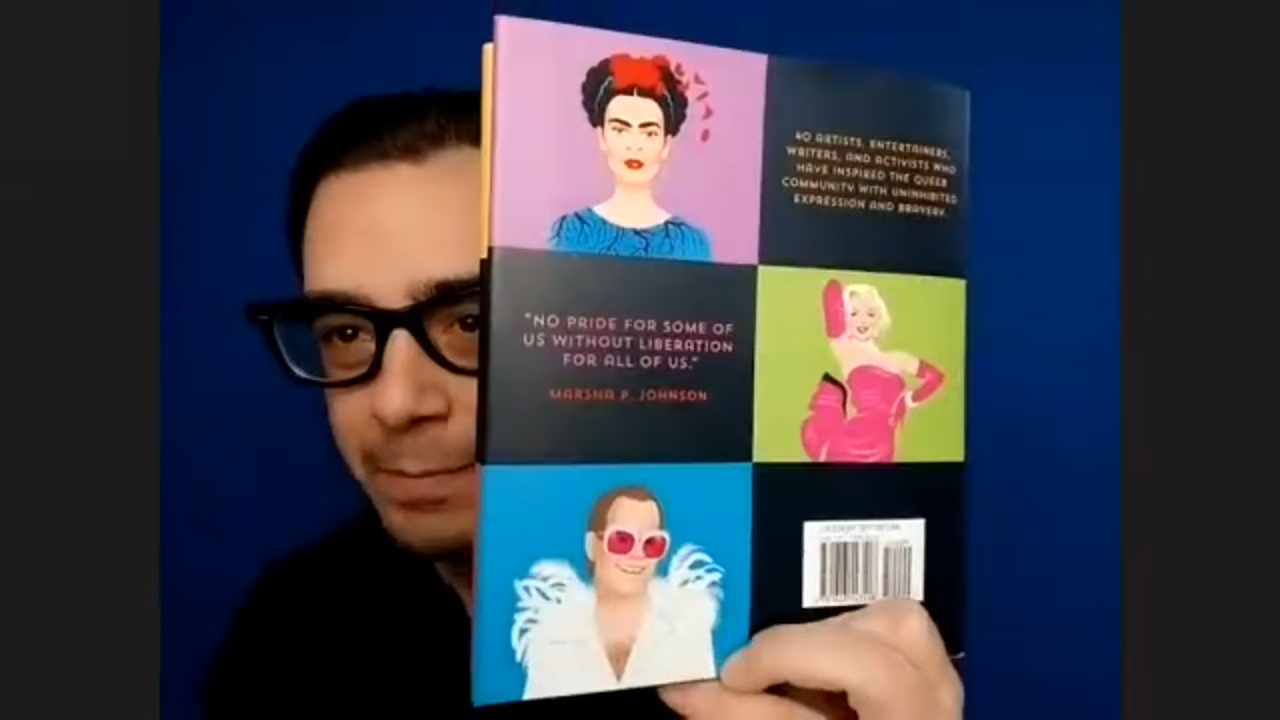 40 ARTISTS, ENTERTAINERS,
WRITERS, AND ACTIVISTS WHO
HAVE INSPIRED THE QUEER
COMMUNITY WITH UNINHIBITED
EXPRESSION AND BRAVERY.
"NO PRIDE FOR SOME OF
US WITHOUT LIBERATION
FOR ALL OF US."
MARSHA P. JOHNSON